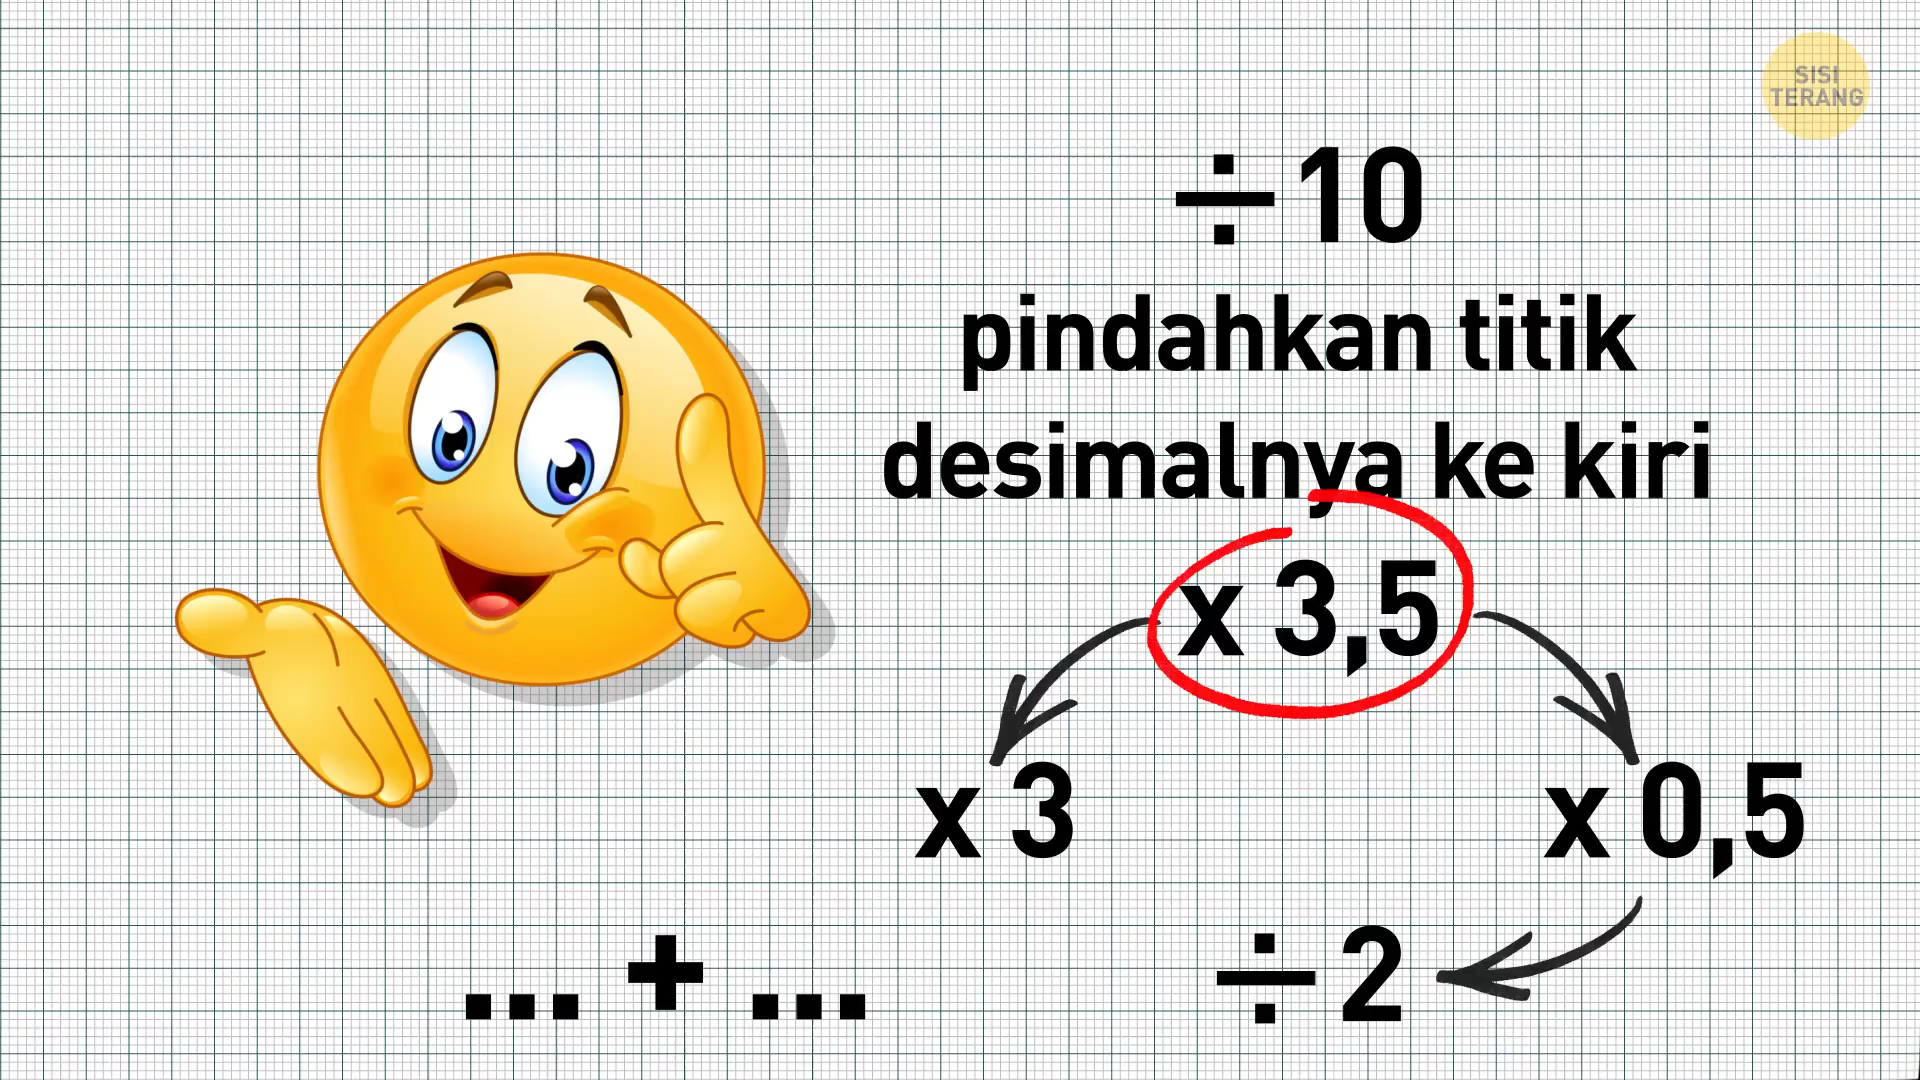 SISI
TERANG
÷10
pindahkan titik
desimalnya ke kiri
x 3,5
x 3
x 0,5
... + ...
÷2